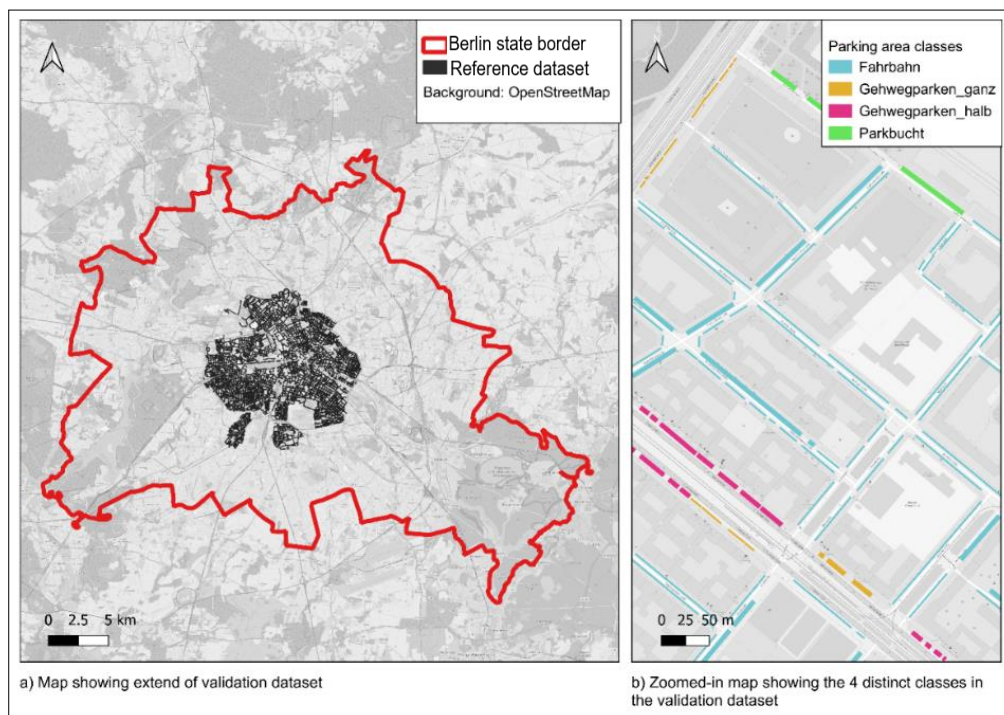 Berlin state border
Reference dataset
Background: OpenStreetMap
0 2.5 5 km
a) Map showing extend of validation dataset
Parking area classes
Fahrbahn
Gehwegparken_ganz
Gehwegparken_halb
Parkbucht
0 25 50 m
b) Zoomed-in map showing the 4 distinct classes in
the validation dataset